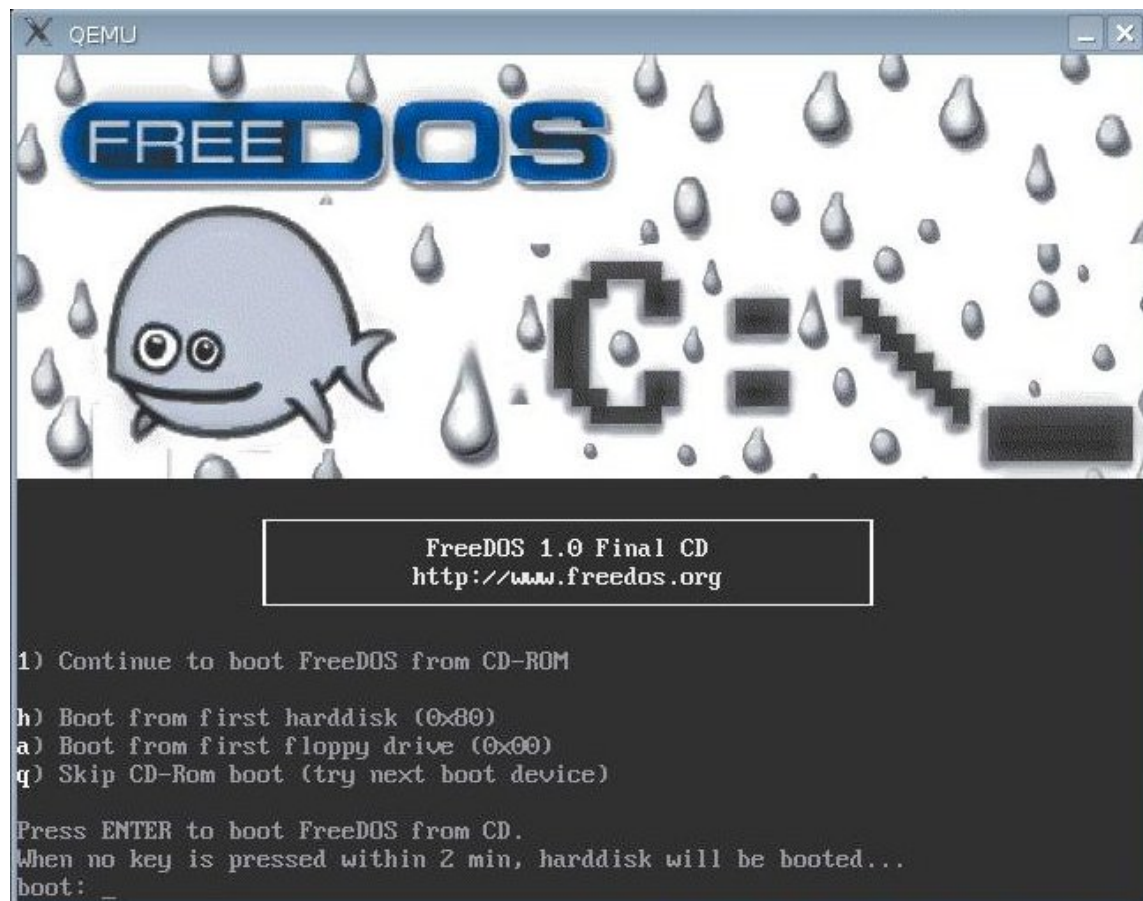 QEMU
FREEDOS
C:\_
FreeDOS 1.0 Final CD
http://www.freedos.org
1) Continue to boot FreeDOS from CD-ROM
h) Boot from first harddisk (0x80)
a) Boot from first floppy drive (0x00)
q) Skip CD-Rom boot (try next boot device)
Press ENTER to boot FreeDOS from CD.
When no key is pressed within 2 min, harddisk will be booted...
boot: _